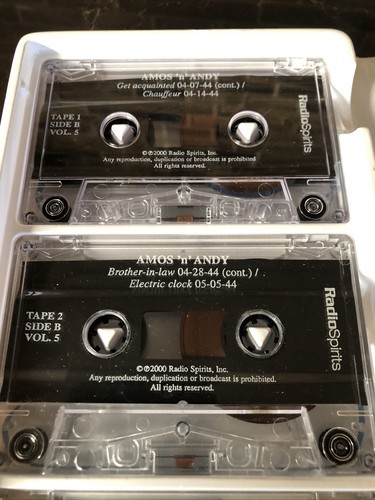 AMOS 'n' ANDY
Get acquainted 04-07-44 (cont.) /
Chauffeur 04-14-44
TAPE 1
SIDE B
VOL. 5
RadioSpirits
©℗2000 Radio Spirits, Inc.
Any reproduction, duplication or broadcast is prohibited
All rights reserved.
AMOS 'n' ANDY
Brother-in-law 04-28-44 (cont.) /
Electric clock 05-05-44
TAPE 2
SIDE B
VOL. 5
RadioSpirits
©℗2000 Radio Spirits, Inc.
Any reproduction, duplication or broadcast is prohibited.
All rights reserved.